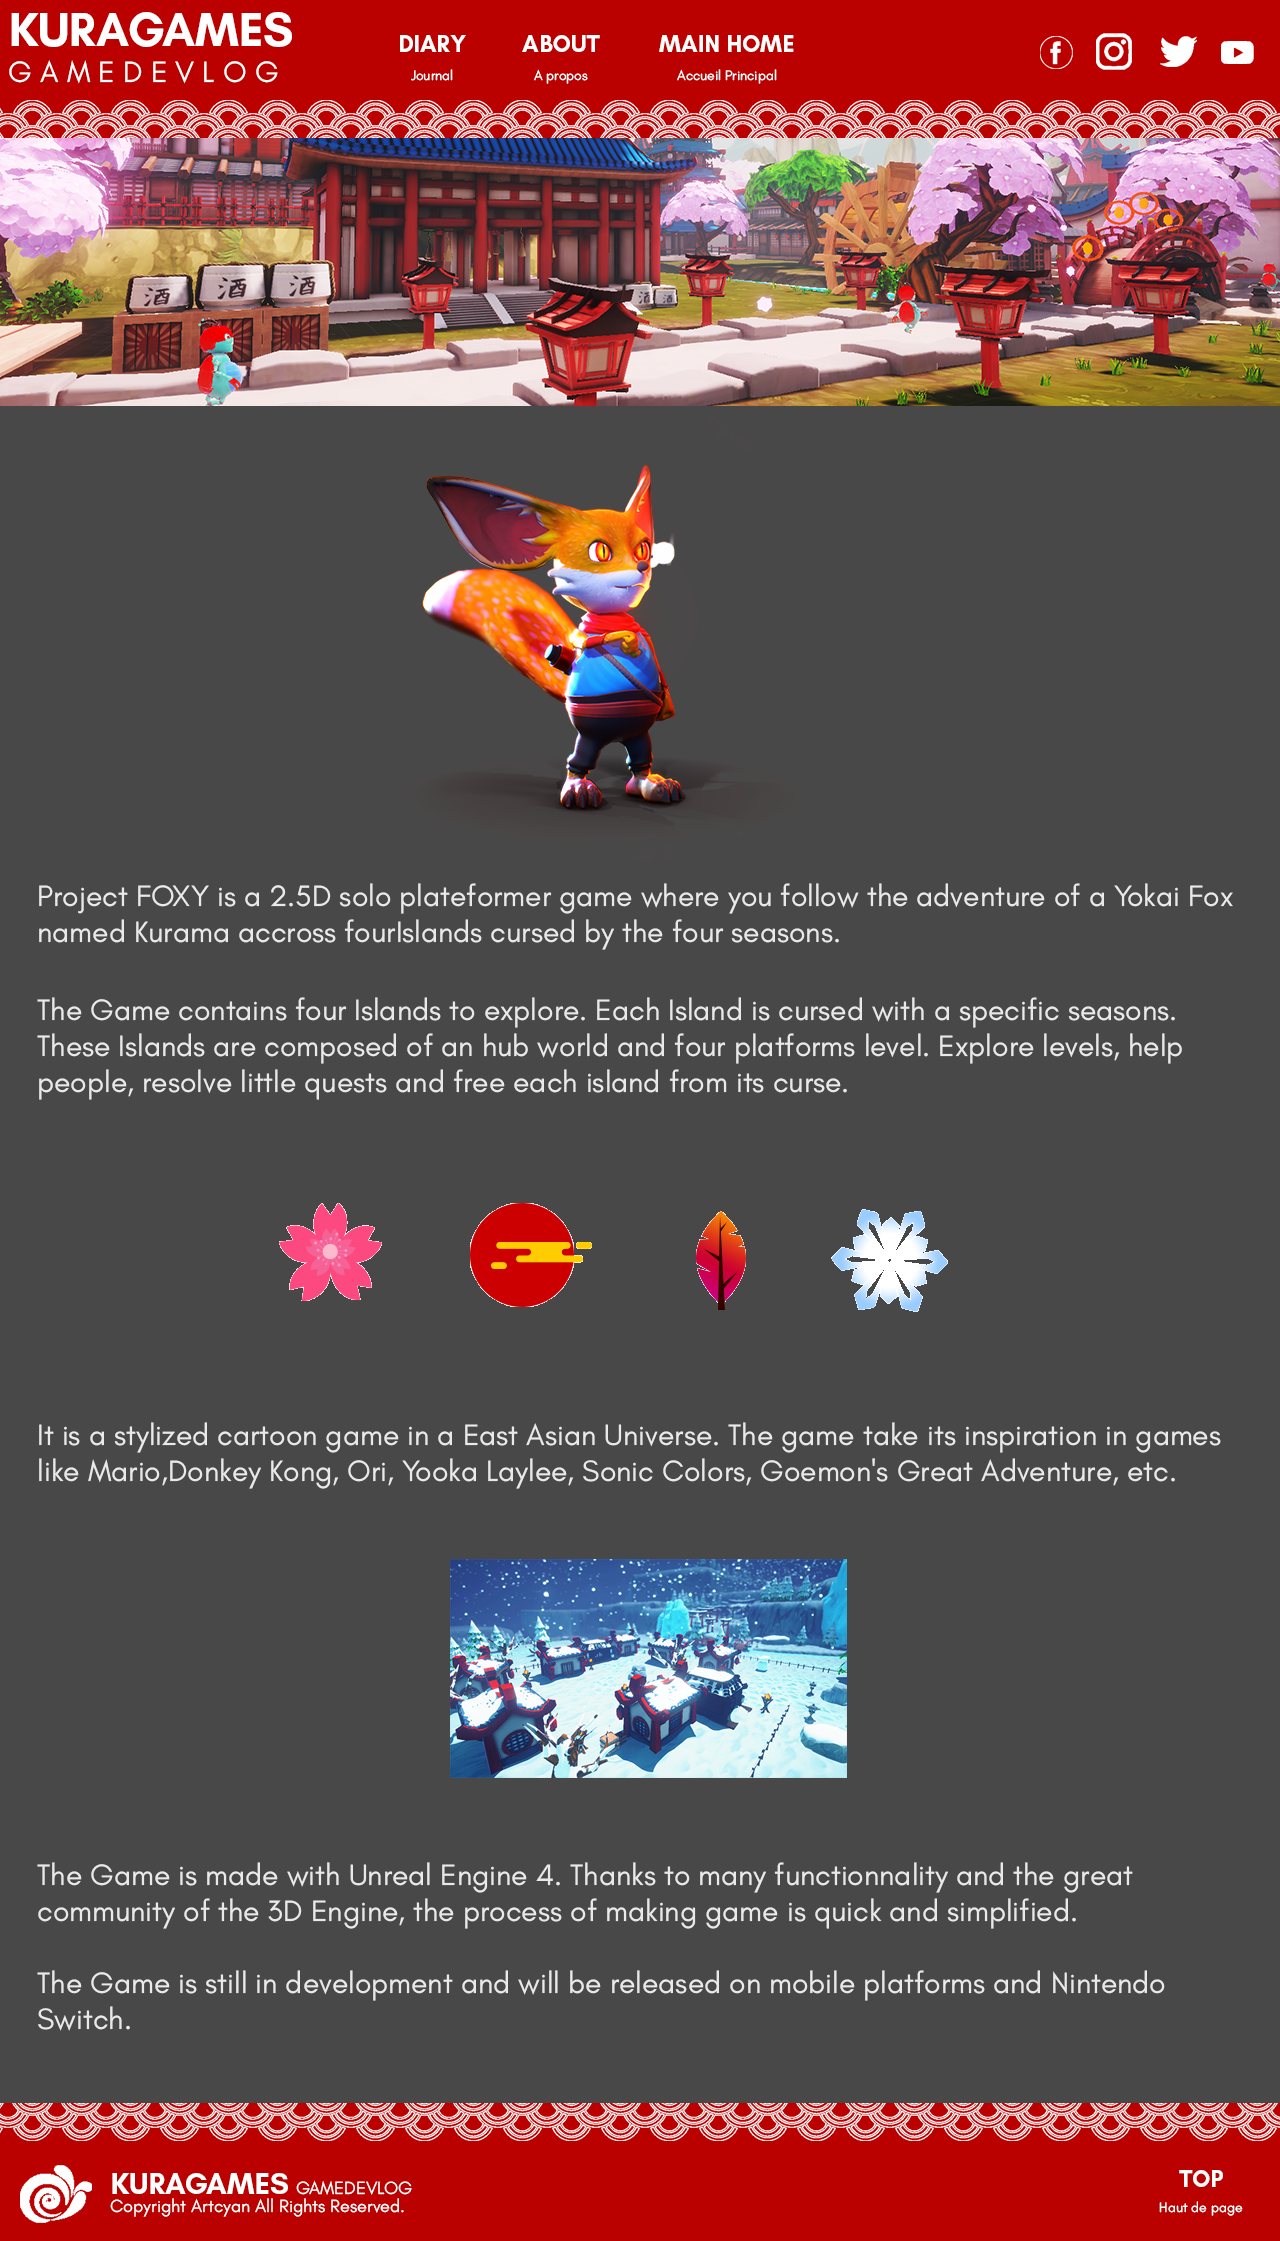 KURAGAMES
GAMEDEVLOG
DIARY
Journal
ABOUT
A propos
MAIN HOME
Accueil Principal
酒 酒 酒
Project FOXY is a 2.5D solo plateformer game where you follow the adventure of a Yokai Fox
named Kurama accross fourIslands cursed by the four seasons.
The Game contains four Islands to explore. Each Island is cursed with a specific seasons.
These Islands are composed of an hub world and four platforms level. Explore levels, help
people, resolve little quests and free each island from its curse.
It is a stylized cartoon game in a East Asian Universe. The game take its inspiration in games
like Mario,Donkey Kong, Ori, Yooka Laylee, Sonic Colors, Goemon's Great Adventure, etc.
The Game is made with Unreal Engine 4. Thanks to many functionnality and the great
community of the 3D Engine, the process of making game is quick and simplified.
The Game is still in development and will be released on mobile platforms and Nintendo
Switch.
KURAGAMES GAMEDEVLOG
Copyright Artcyan All Rights Reserved.
TOP
Haut de page